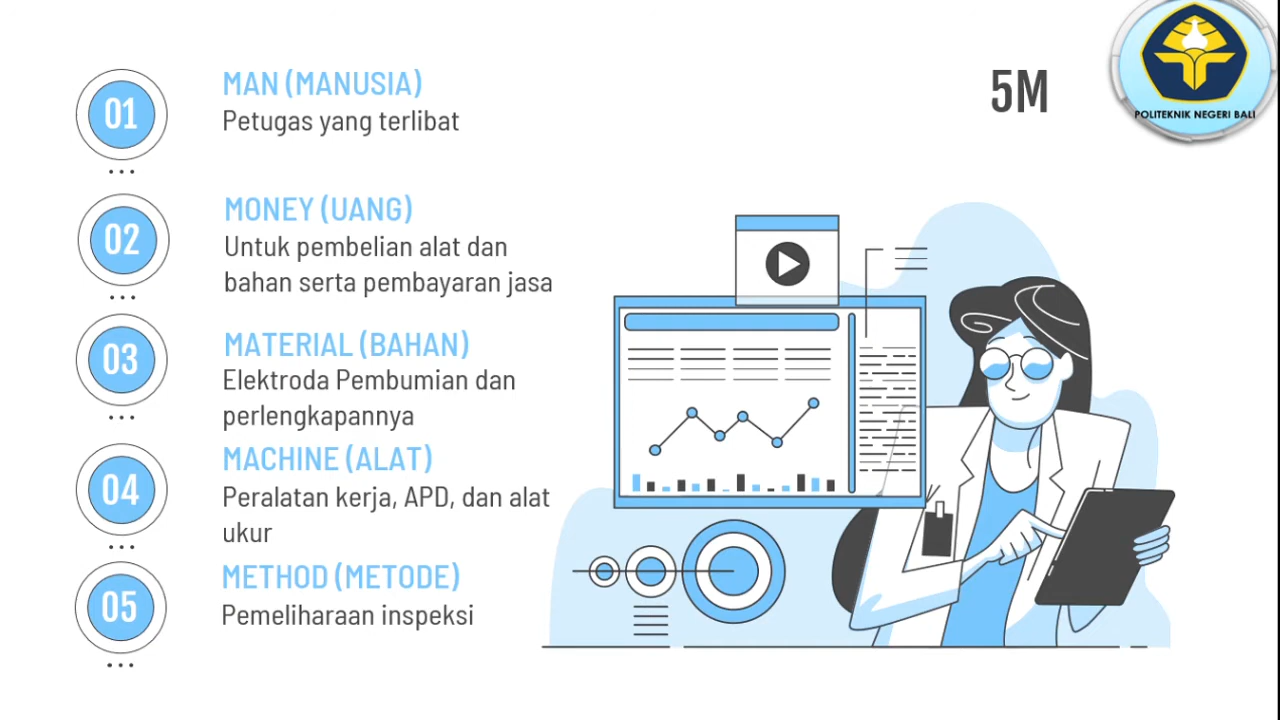 5M
POLITEKNIK NEGERI BALI
01
MAN (MANUSIA)
Petugas yang terlibat
02
MONEY (UANG)
Untuk pembelian alat dan
bahan serta pembayaran jasa
03
MATERIAL (BAHAN)
Elektroda Pembumian dan
perlengkapannya
04
MACHINE (ALAT)
Peralatan kerja, APD, dan alat
ukur
05
METHOD (METODE)
Pemeliharaan inspeksi